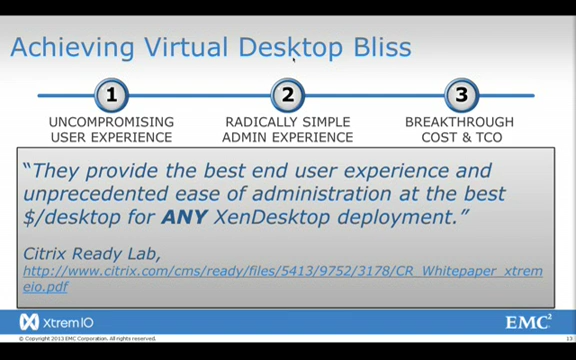 Achieving Virtual Desktop Bliss
1 2 3
UNCOMPROMISING
USER EXPERIENCE
RADICALLY SIMPLE
ADMIN EXPERIENCE
BREAKTHROUGH
COST & TCO
“They provide the best end user experience and
unprecedented ease of administration at the best
$/desktop for ANY XenDesktop deployment.”
Citrix Ready Lab,
http://www.citrix.com/cms/ready/files/5413/9752/3178/CR_Whitepaper_xtrem
eio.pdf
XtremIO
EMC²
© Copyright 2013 EMC Corporation. All rights reserved.
13